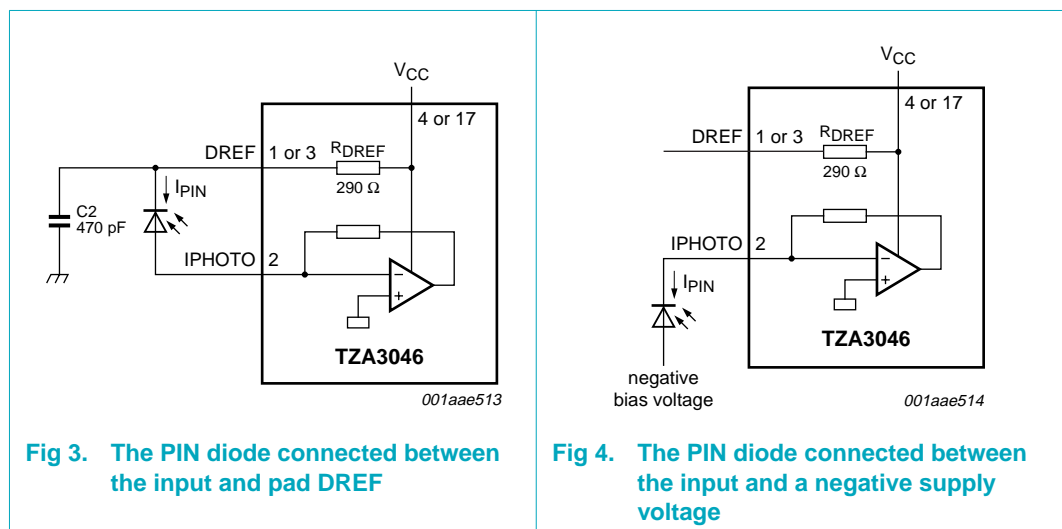 VCC
4 or 17
DREF 1 or 3 RDREF
290 Ω
IPIN
C2
470 pF
IPHOTO 2
−
+
TZA3046
001aae513
Fig 3. The PIN diode connected between
the input and pad DREF
VCC
4 or 17
DREF 1 or 3 RDREF
290 Ω
IPHOTO 2
IPIN
−
+
TZA3046
negative
bias voltage
001aae514
Fig 4. The PIN diode connected between
the input and a negative supply
voltage